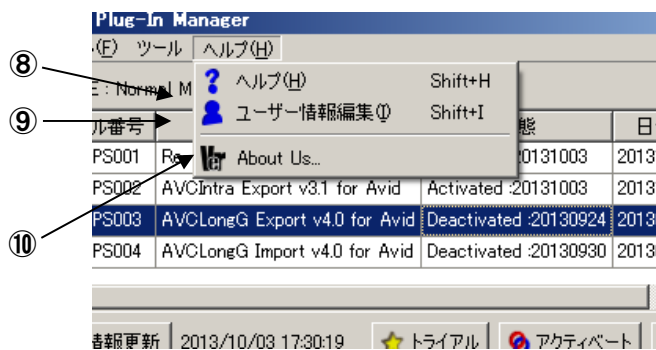 Plug-In Manager
(F) ツール ヘルプ(H)
⑧
ヘルプ(H) Shift+H
E : Normal M
ユーザー情報編集(I) Shift+I
⑨
ル番号 態 日
About Us...
PS001 Re 20131003 2013
PS002 AVCIntra Export v3.1 for Avid Activated :20131003 2013
PS003 AVCLongG Export v4.0 for Avid Deactivated :20130924 2013
⑩
PS004 AVCLongG Import v4.0 for Avid Deactivated :20130930 2013
情報更新 2013/10/03 17:30:19 トライアル アクティベート